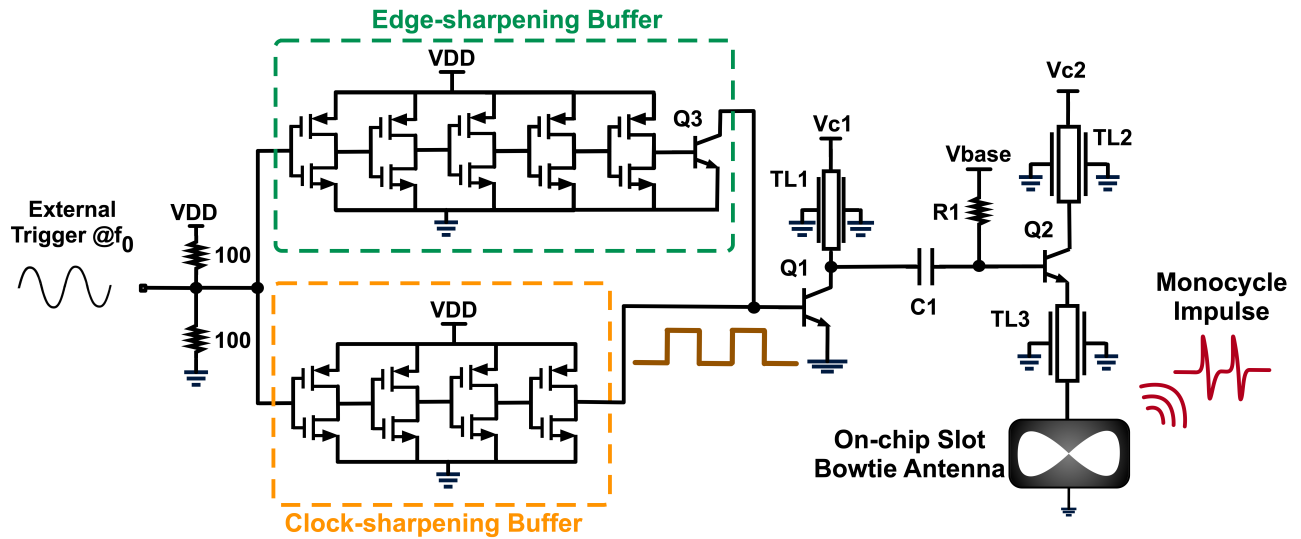 Edge-sharpening Buffer
VDD
Q3
External
Trigger @f0
VDD
100
100
VDD
Clock-sharpening Buffer
Vc1
TL1
Q1
C1
Vbase
R1
Vc2
TL2
Q2
TL3
Monocycle
Impulse
On-chip Slot
Bowtie Antenna